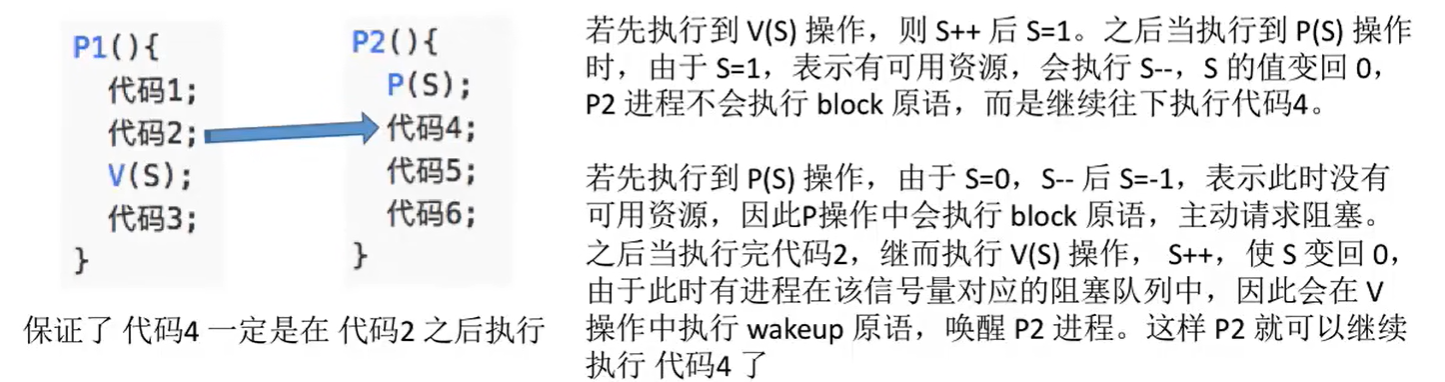 P1(){
代码1;
代码2;
V(S);
代码3;
}
P2(){
P(S);
代码4;
代码5;
代码6;
}
保证了 代码4 一定是在 代码2 之后执行
若先执行到 V(S) 操作，则 S++ 后 S=1。之后当执行到 P(S) 操作
时，由于 S=1，表示有可用资源，会执行 S--，S 的值变回 0，
P2 进程不会执行 block 原语，而是继续往下执行代码4。
若先执行到 P(S) 操作，由于 S=0，S-- 后 S=-1，表示此时没有
可用资源，因此P操作中会执行 block 原语，主动请求阻塞。
之后当执行完代码2，继而执行 V(S) 操作， S++，使 S 变回 0，
由于此时有进程在该信号量对应的阻塞队列中，因此会在 V
操作中执行 wakeup 原语，唤醒 P2 进程。这样 P2 就可以继续
执行 代码4 了